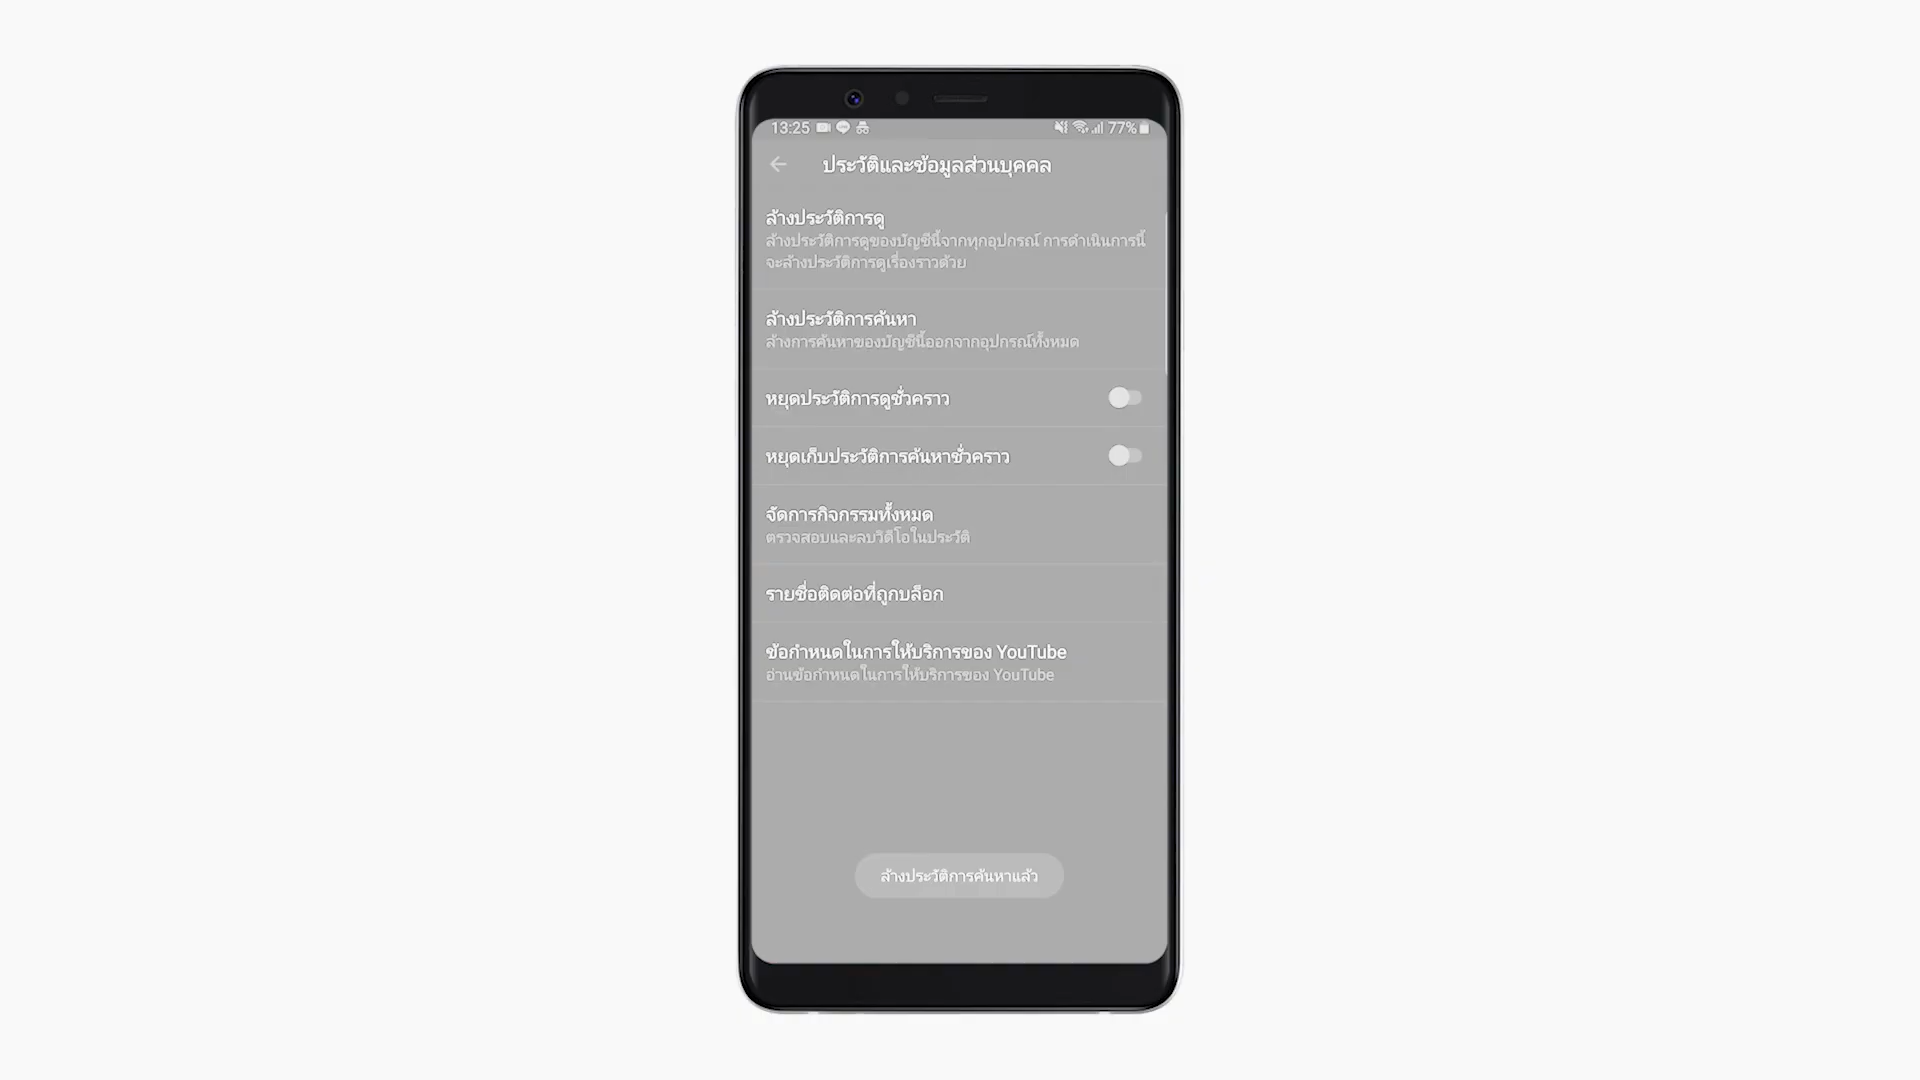 13:25 77%
ประวัติและข้อมูลส่วนบุคคล
ล้างประวัติการดู
ล้างประวัติการดูของบัญชีนี้จากทุกอุปกรณ์ การดำเนินการนี้
จะล้างประวัติการดูเรื่องราวด้วย
ล้างประวัติการค้นหา
ล้างการค้นหาของบัญชีนี้ออกจากอุปกรณ์ทั้งหมด
หยุดประวัติการดูชั่วคราว
หยุดเก็บประวัติการค้นหาชั่วคราว
จัดการกิจกรรมทั้งหมด
ตรวจสอบและลบวิดีโอในประวัติ
รายชื่อติดต่อที่ถูกบล็อก
ข้อกำหนดในการให้บริการของ YouTube
อ่านข้อกำหนดในการให้บริการของ YouTube
ล้างประวัติการค้นหาแล้ว